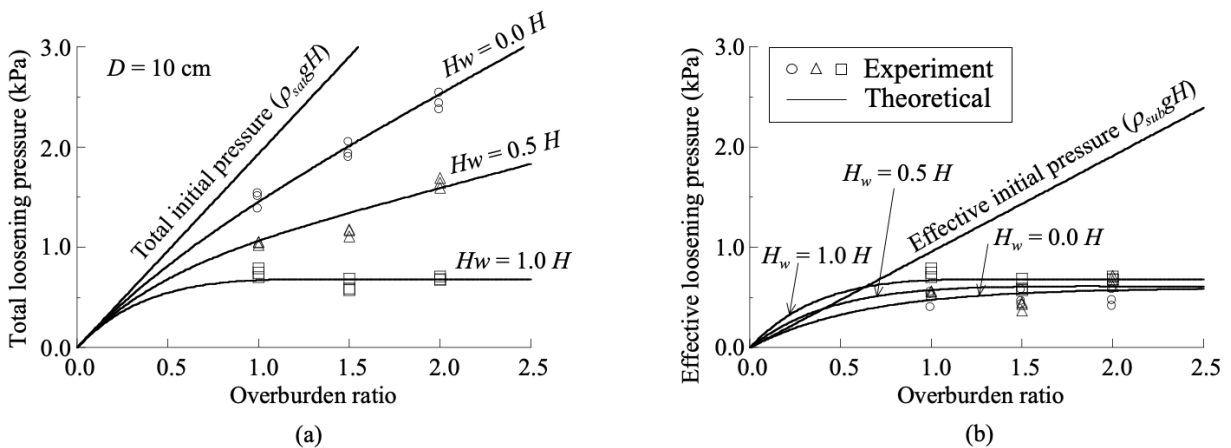 3.0
2.0
1.0
0.0
Total loosening pressure (kPa)
D = 10 cm
Total initial pressure (ρsatgH)
Hw = 0.0 H
Hw = 0.5 H
Hw = 1.0 H
0.0 0.5 1.0 1.5 2.0 2.5
Overburden ratio
(a)
3.0
2.0
1.0
0.0
Effective loosening pressure (kPa)
Experiment
Theoretical
Effective initial pressure (ρsubgH)
Hw = 0.5 H
Hw = 1.0 H
Hw = 0.0 H
0.0 0.5 1.0 1.5 2.0 2.5
Overburden ratio
(b)